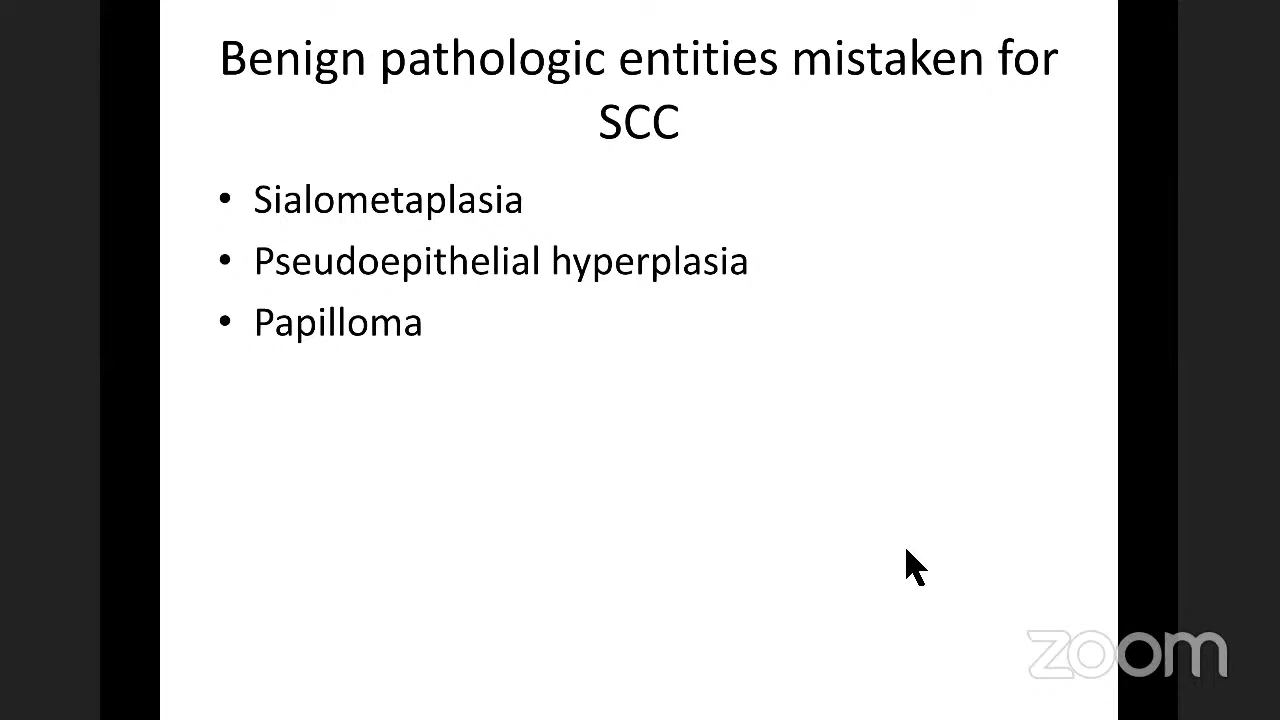 Benign pathologic entities mistaken for
SCC
• Sialometaplasia
• Pseudoepithelial hyperplasia
• Papilloma
zoom